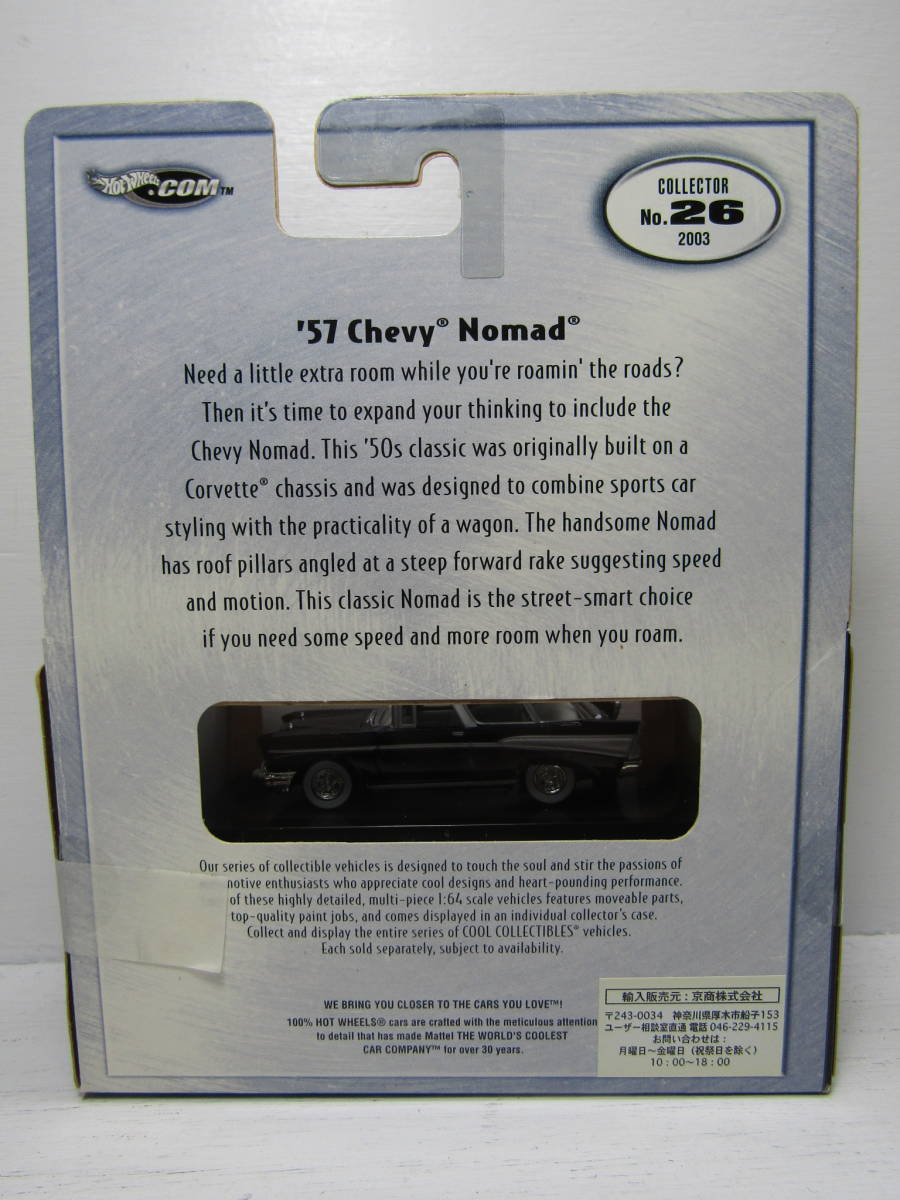 HOT WHEELS .COM™
COLLECTOR
No. 26
2003
'57 Chevy® Nomad®
Need a little extra room while you're roamin' the roads?
Then it's time to expand your thinking to include the
Chevy Nomad. This '50s classic was originally built on a
Corvette® chassis and was designed to combine sports car
styling with the practicality of a wagon. The handsome Nomad
has roof pillars angled at a steep forward rake suggesting speed
and motion. This classic Nomad is the street-smart choice
if you need some speed and more room when you roam.
Our series of collectible vehicles is designed to touch the soul and stir the passions of
notive enthusiasts who appreciate cool designs and heart-pounding performance.
of these highly detailed, multi-piece 1:64 scale vehicles features moveable parts,
top-quality paint jobs, and comes displayed in an individual collector's case.
Collect and display the entire series of COOL COLLECTIBLES® vehicles.
Each sold separately, subject to availability.
WE BRING YOU CLOSER TO THE CARS YOU LOVE™!
100% HOT WHEELS® cars are crafted with the meticulous attention
to detail that has made Mattel THE WORLD'S COOLEST
CAR COMPANY™ for over 30 years.
輸入販売元：京商株式会社
〒243-0034 神奈川県厚木市船子153
ユーザー相談室直通 電話 046-229-4115
お問い合わせは：
月曜日〜金曜日（祝祭日を除く）
10：00〜18：00